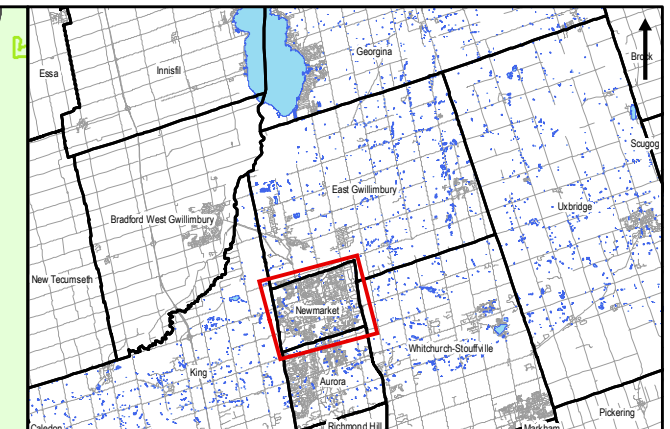 Georgina
Brock
Essa
Innisfil
Scugog
East Gwillimbury
Uxbridge
Bradford West Gwillimbury
New Tecumseth
Newmarket
Whitchurch-Stouffville
King
Aurora
Pickering
Caledon
Richmond Hill
Markham